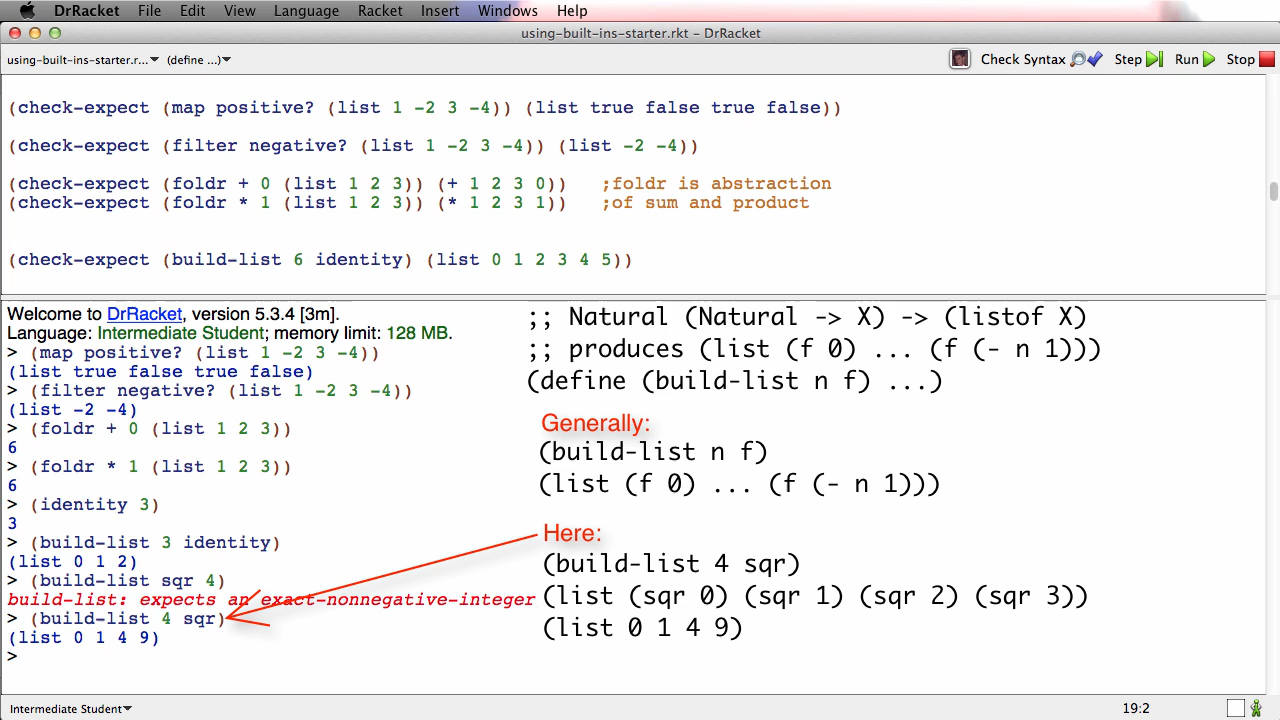 DrRacket File Edit View Language Racket Insert Windows Help
using-built-ins-starter.rkt - DrRacket
using-built-ins-starter.r... (define ...) Check Syntax Step Run Stop
(check-expect (map positive? (list 1 -2 3 -4)) (list true false true false))
(check-expect (filter negative? (list 1 -2 3 -4)) (list -2 -4))
(check-expect (foldr + 0 (list 1 2 3)) (+ 1 2 3 0)) ;foldr is abstraction
(check-expect (foldr * 1 (list 1 2 3)) (* 1 2 3 1)) ;of sum and product
(check-expect (build-list 6 identity) (list 0 1 2 3 4 5))
Welcome to DrRacket, version 5.3.4 [3m].
Language: Intermediate Student; memory limit: 128 MB.
> (map positive? (list 1 -2 3 -4))
(list true false true false)
> (filter negative? (list 1 -2 3 -4))
(list -2 -4)
> (foldr + 0 (list 1 2 3))
6
> (foldr * 1 (list 1 2 3))
6
> (identity 3)
3
> (build-list 3 identity)
(list 0 1 2)
> (build-list sqr 4)
build-list: expects an exact-nonnegative-integer
> (build-list 4 sqr)
(list 0 1 4 9)
>
;; Natural (Natural -> X) -> (listof X)
;; produces (list (f 0) ... (f (- n 1)))
(define (build-list n f) ...)
Generally:
(build-list n f)
(list (f 0) ... (f (- n 1)))
Here:
(build-list 4 sqr)
(list (sqr 0) (sqr 1) (sqr 2) (sqr 3))
(list 0 1 4 9)
Intermediate Student 19:2